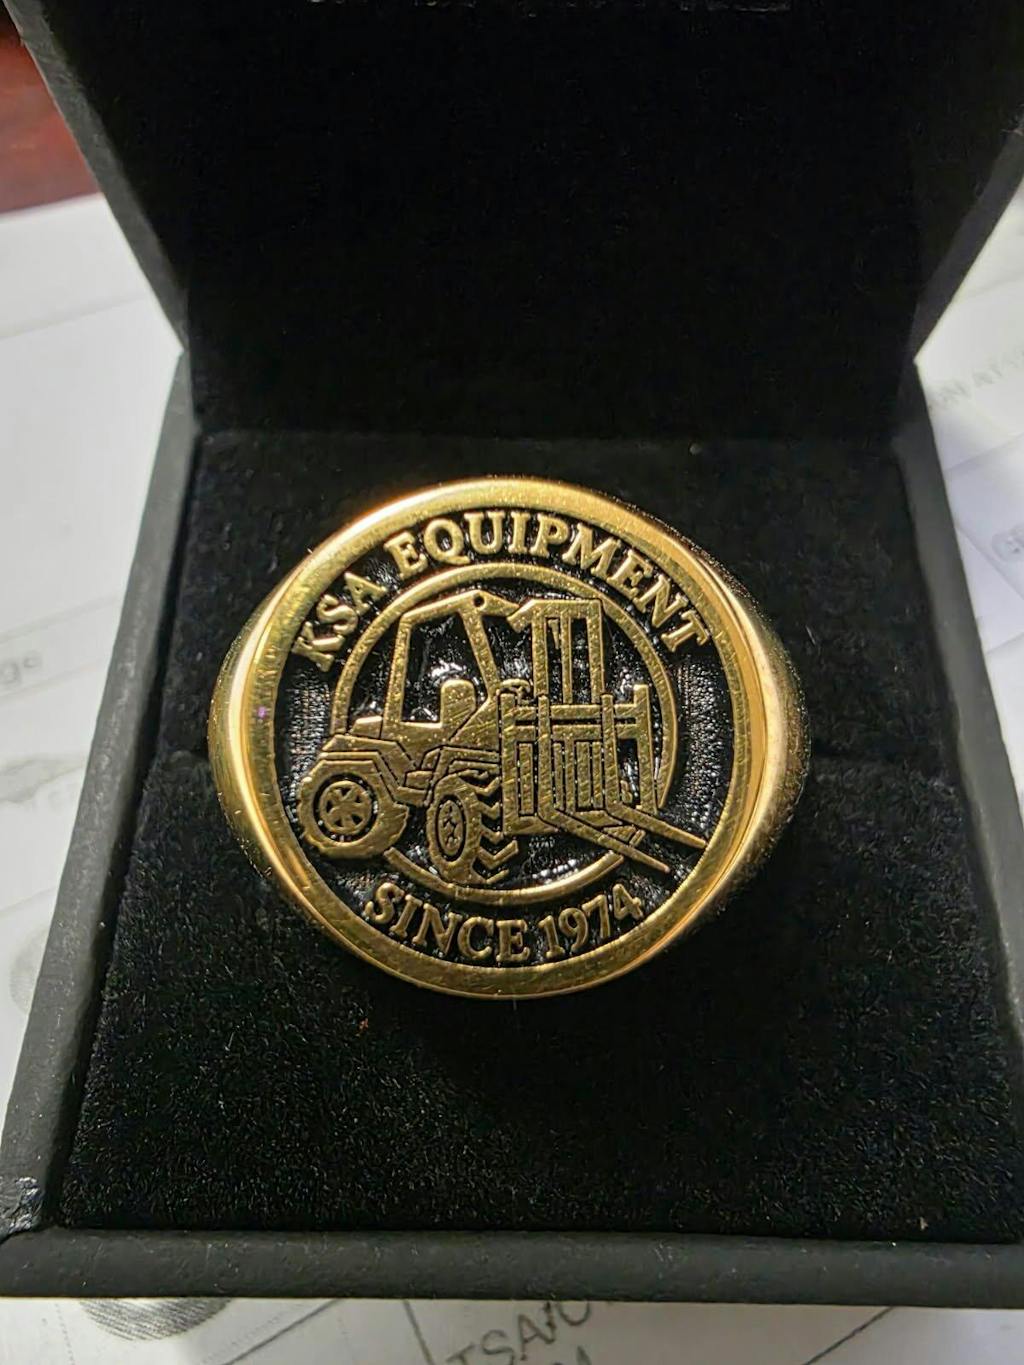 KSA EQUIPMENT
SINCE 1974